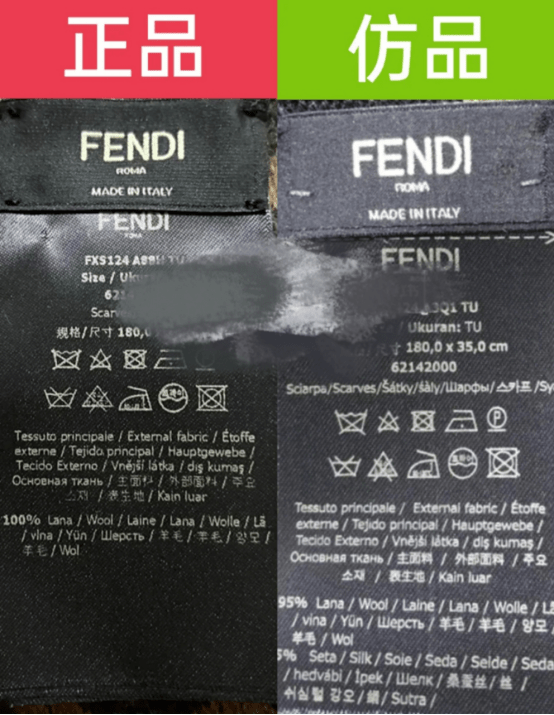 正品
仿品
FENDI
ROMA
MADE IN ITALY
FENDI
ROMA
FXS124
Size /
规格/尺寸 180,0
Tessuto principale / External fabric / Étoffe
externe / Tejido principal / Hauptgewebe /
Tecido Externo / Vnější látka / dış kumaş /
Основная ткань / 主面料 / 外部面料 / 주요
소재 / 表生地 / Kain luar
100% Lana / Wool / Laine / Lana / Wolle / Lã
/ vlna / Yün / Шерсть / 羊毛 / 羊毛 / 양모 /
羊毛 / Wol
FENDI
ROMA
MADE IN ITALY
FENDI
3Q1 TU
/ Ukuran: TU
尺寸 180,0 x 35,0 cm
62142000
Sciarpa/Scarves/Šátky/šály/Шарфы/스카프/Sy
Tessuto principale / External fabric / Étoffe
externe / Tejido principal / Hauptgewebe /
Tecido Externo / Vnější látka / dış kumaş /
Основная ткань / 主面料 / 外部面料 / 주요
소재 / 表生地 / Kain luar
95% Lana / Wool / Laine / Lana / Wolle / Lã
/ vlna / Yün / Шерсть / 羊毛 / 羊毛 / 양모 /
羊毛 / Wol
5% Seta / Silk / Soie / Seda / Seide / Seda
/ hedvábí / İpek / Шелк / 桑蚕丝 / 丝 /
/ Sutra /